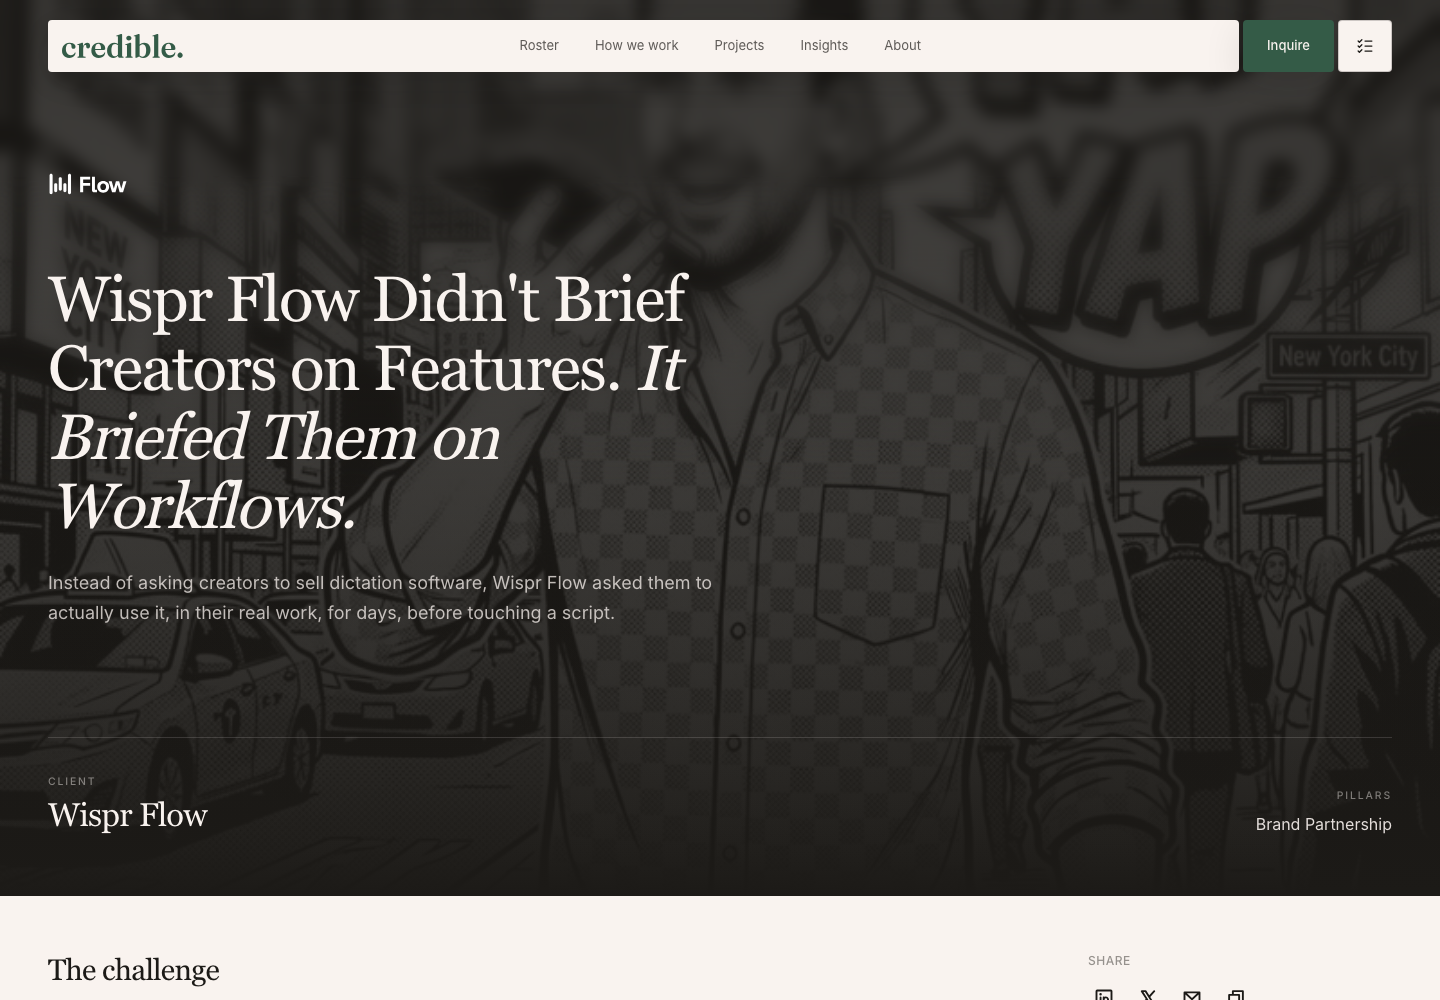 credible.
Roster
How we work
Projects
Insights
About
Inquire
YAP
Flow
NEW
New York City
Wispr Flow Didn't Brief
Creators on Features. It
Briefed Them on
Workflows.
Instead of asking creators to sell dictation software, Wispr Flow asked them to
actually use it, in their real work, for days, before touching a script.
CLIENT
Wispr Flow
PILLARS
Brand Partnership
The challenge
SHARE